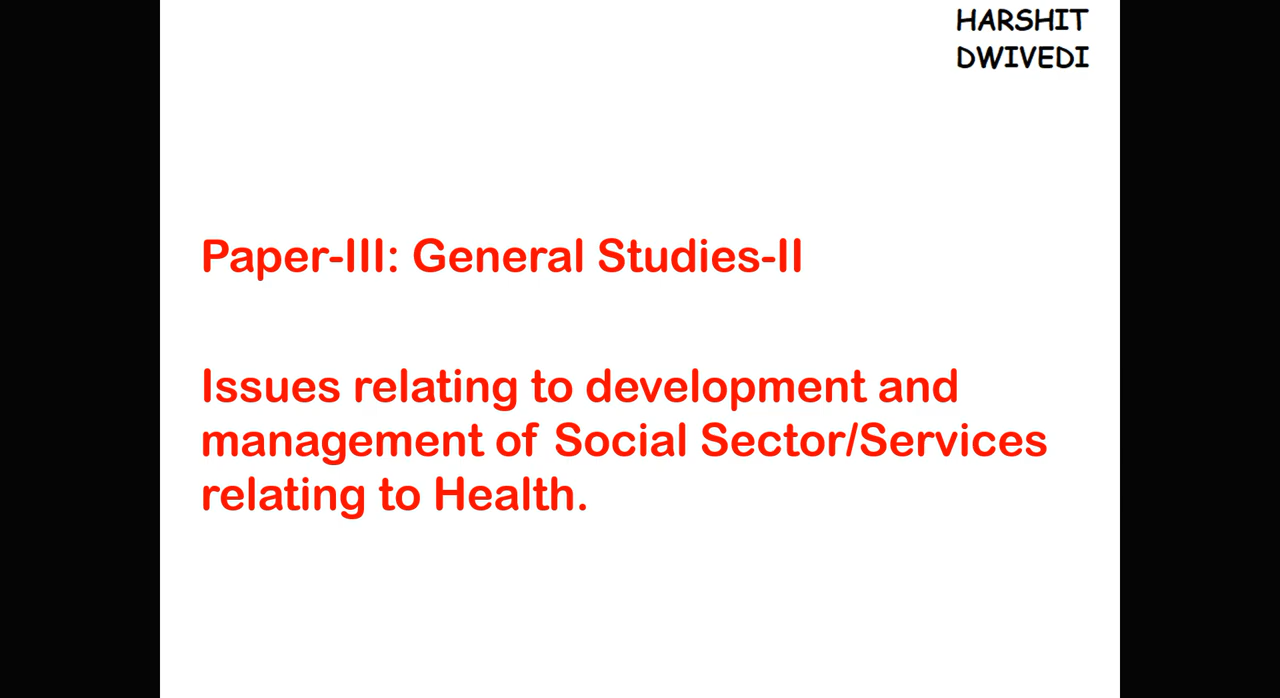 HARSHIT
DWIVEDI
Paper-III: General Studies-II
Issues relating to development and
management of Social Sector/Services
relating to Health.